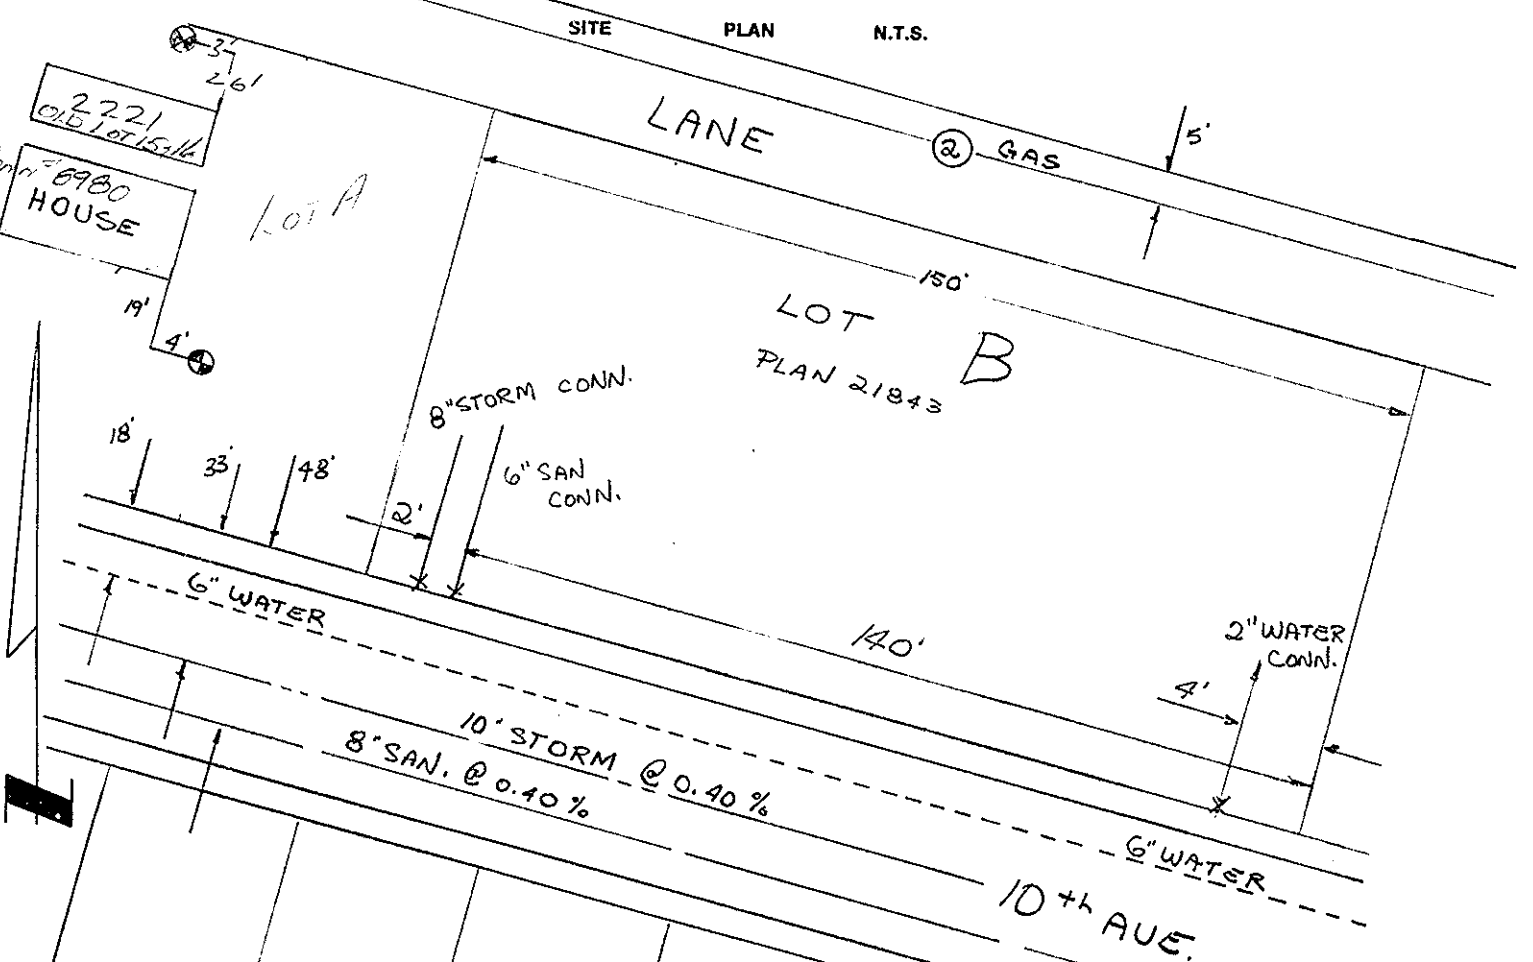 SITE PLAN N.T.S.
3'
26'
2221
OLD LOT 15+16
6980
HOUSE
LOT A
LANE
2 GAS
5'
150'
LOT B
PLAN 21843
19'
4'
8" STORM CONN.
6" SAN
CONN.
18'
33'
48'
2'
6" WATER
140'
2" WATER
CONN.
4'
10' STORM @ 0.40 %
8" SAN. @ 0.40 %
6" WATER
10th AVE.